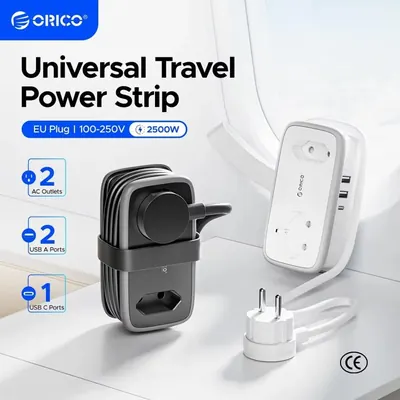 ORICO®
Universal Travel
Power Strip
EU Plug | 100-250V
2500W
2
AC Outlets
2
USB A Ports
1
USB C Ports
ORICO
CE